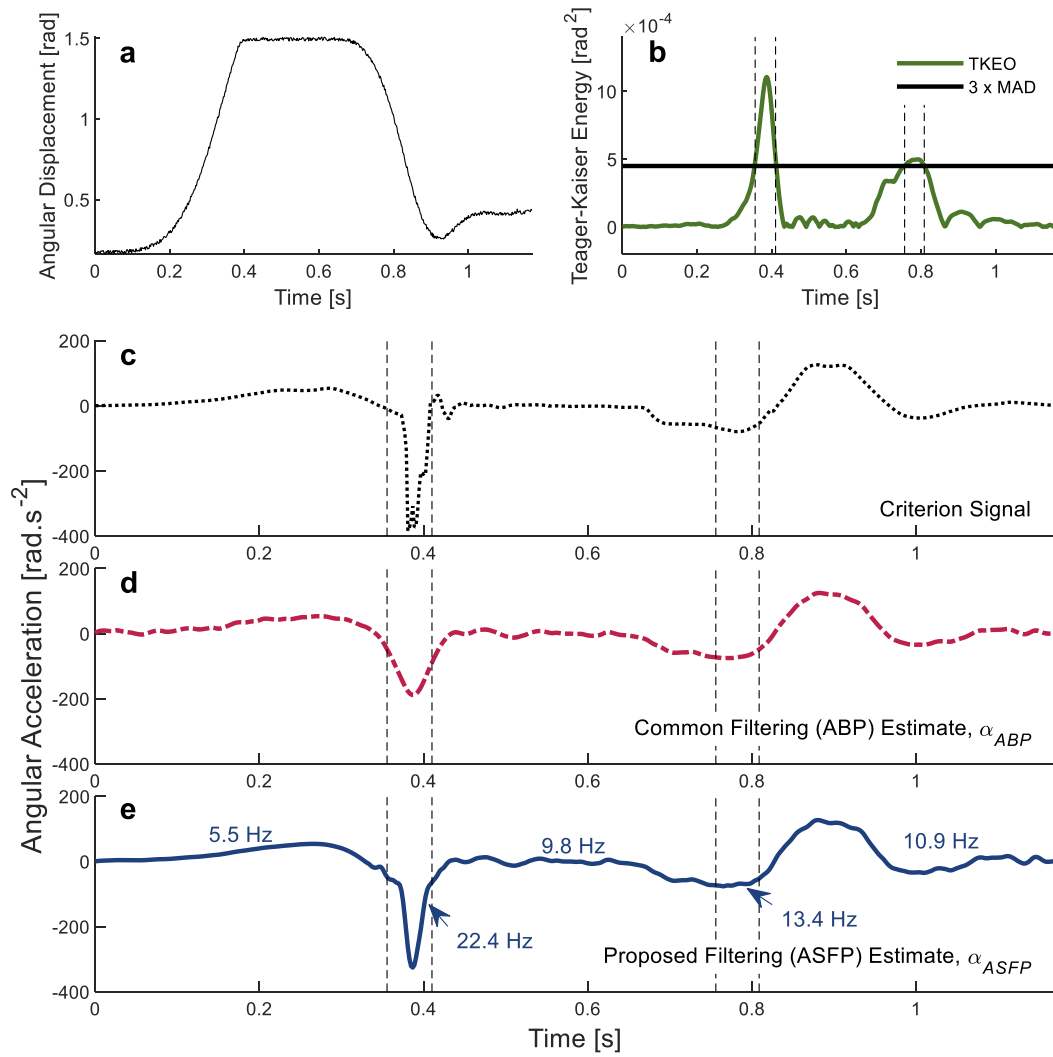 a
Angular Displacement [rad]
1.5
1
0.5
0 0.2 0.4 0.6 0.8 1
Time [s]
b
×10-4
Teager-Kaiser Energy [rad 2]
10
5
0
TKEO
3 x MAD
0 0.2 0.4 0.6 0.8 1
Time [s]
Angular Acceleration [rad.s-2]
c
200
0
-200
-400
Criterion Signal
0 0.2 0.4 0.6 0.8 1
d
200
0
-200
-400
Common Filtering (ABP) Estimate, αABP
0 0.2 0.4 0.6 0.8 1
e
200
0
-200
-400
5.5 Hz
9.8 Hz
10.9 Hz
22.4 Hz
13.4 Hz
Proposed Filtering (ASFP) Estimate, αASFP
0 0.2 0.4 0.6 0.8 1
Time [s]